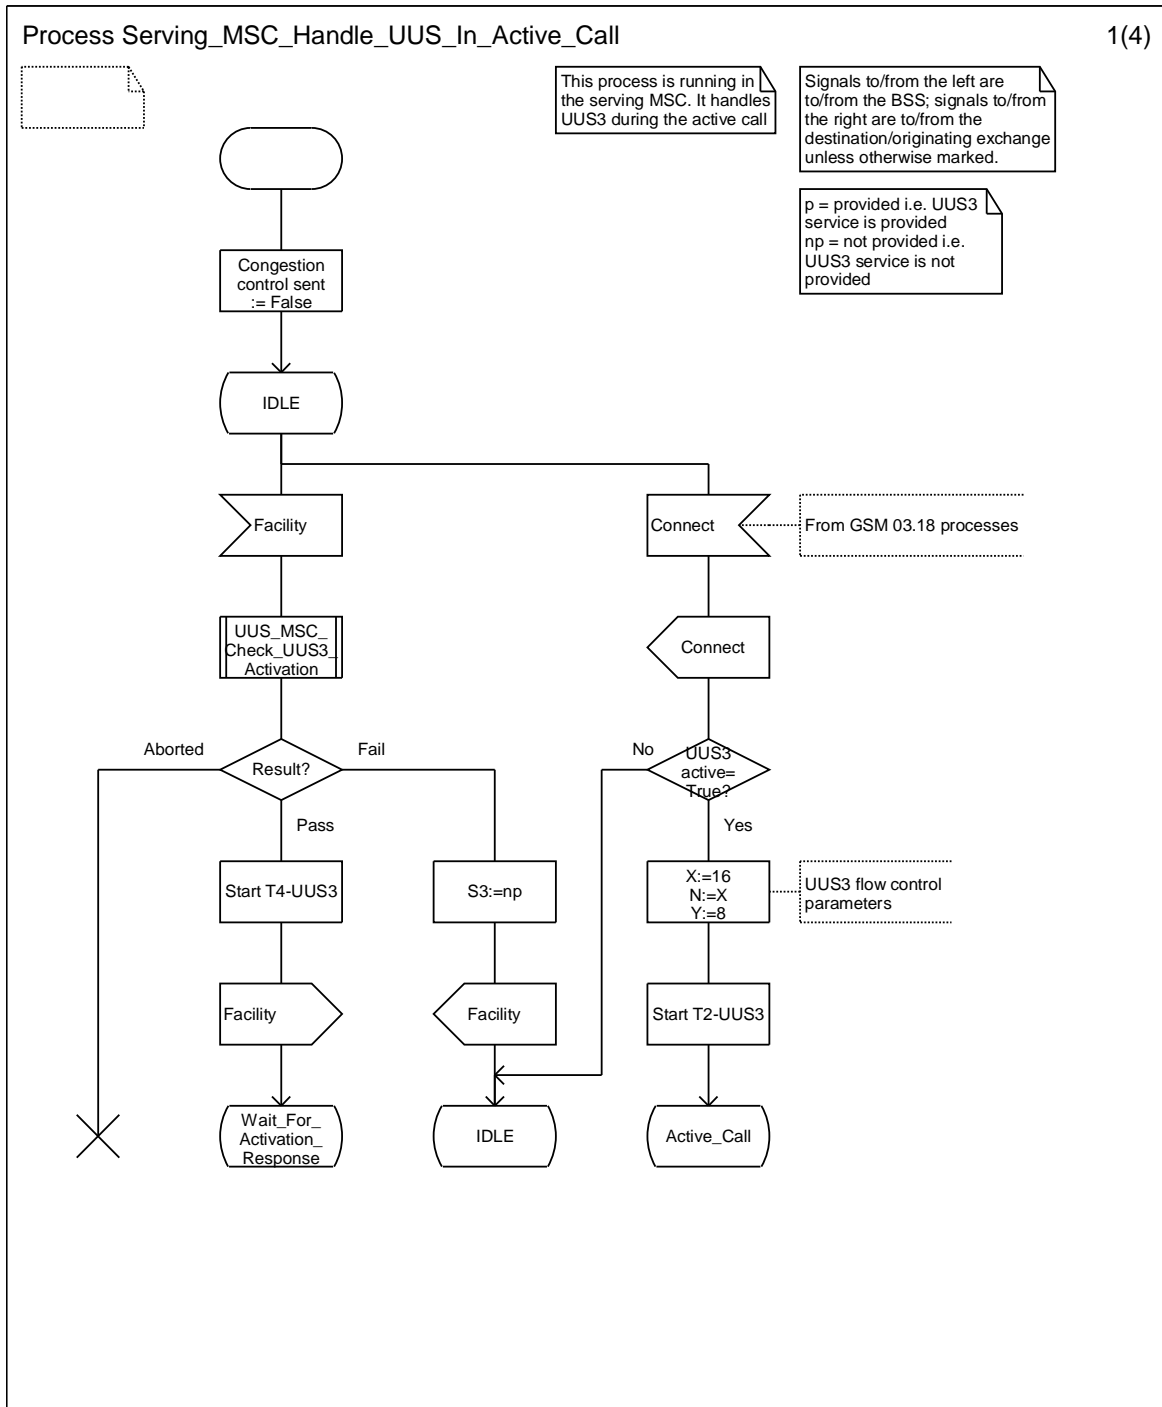 Process Serving_MSC_Handle_UUS_In_Active_Call
1(4)
This process is running in
the serving MSC. It handles
UUS3 during the active call
Signals to/from the left are
to/from the BSS; signals to/from
the right are to/from the
destination/originating exchange
unless otherwise marked.
p = provided i.e. UUS3
service is provided
np = not provided i.e.
UUS3 service is not
provided
Congestion
control sent
:= False
IDLE
Facility
Connect
From GSM 03.18 processes
UUS_MSC_
Check_UUS3_
Activation
Connect
Aborted
Result?
Fail
No
UUS3
active=
True?
Pass
Yes
Start T4-UUS3
S3:=np
X:=16
N:=X
Y:=8
UUS3 flow control
parameters
Facility
Facility
Start T2-UUS3
Wait_For_
Activation_
Response
IDLE
Active_Call